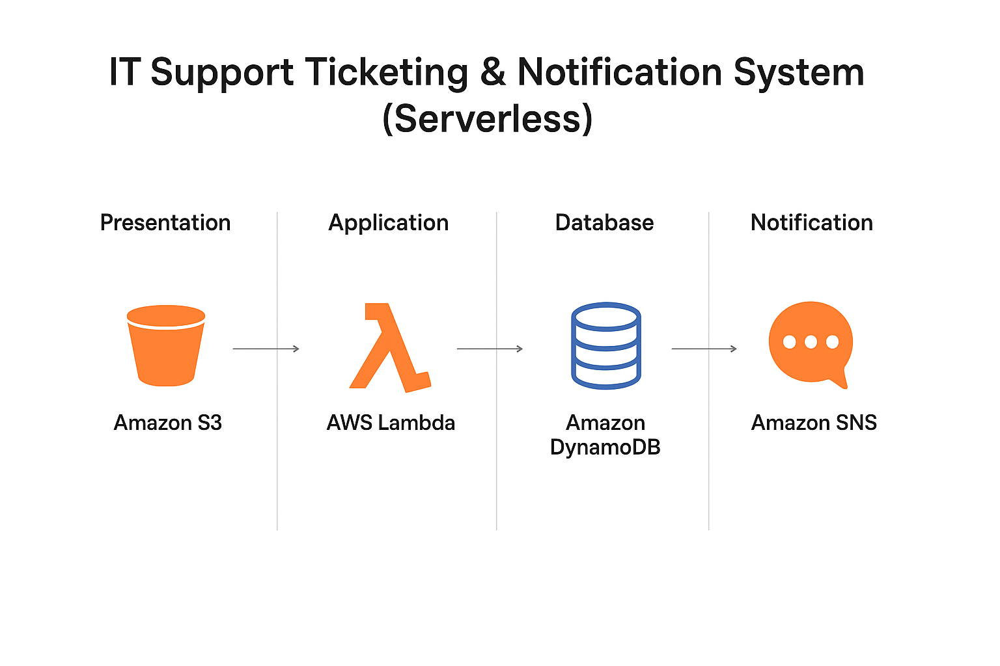 IT Support Ticketing & Notification System
(Serverless)
Presentation
Application
Database
Notification
Amazon S3
AWS Lambda
Amazon
DynamoDB
Amazon SNS